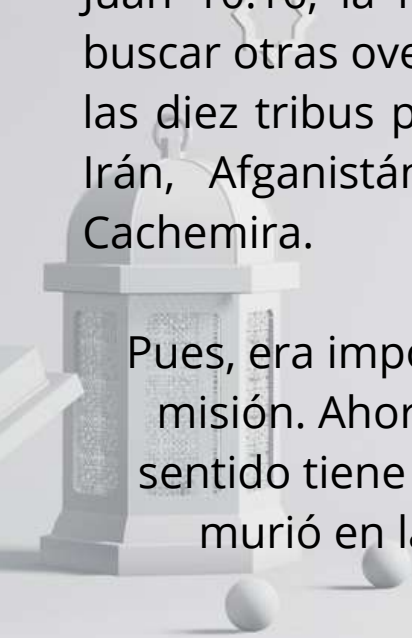 Juan 10:16, la
buscar otras ove
las diez tribus p
Irán, Afganistán
Cachemira.
Pues, era impo
misión. Ahor
sentido tiene
murió en la